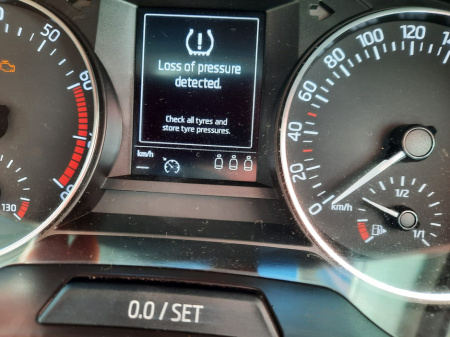 Loss of pressure
detected.
Check all tyres and
store tyre pressures.
km/h
60
130
0
20
40
60
80
100
120
km/h
1/2
1/1
0.0 / SET